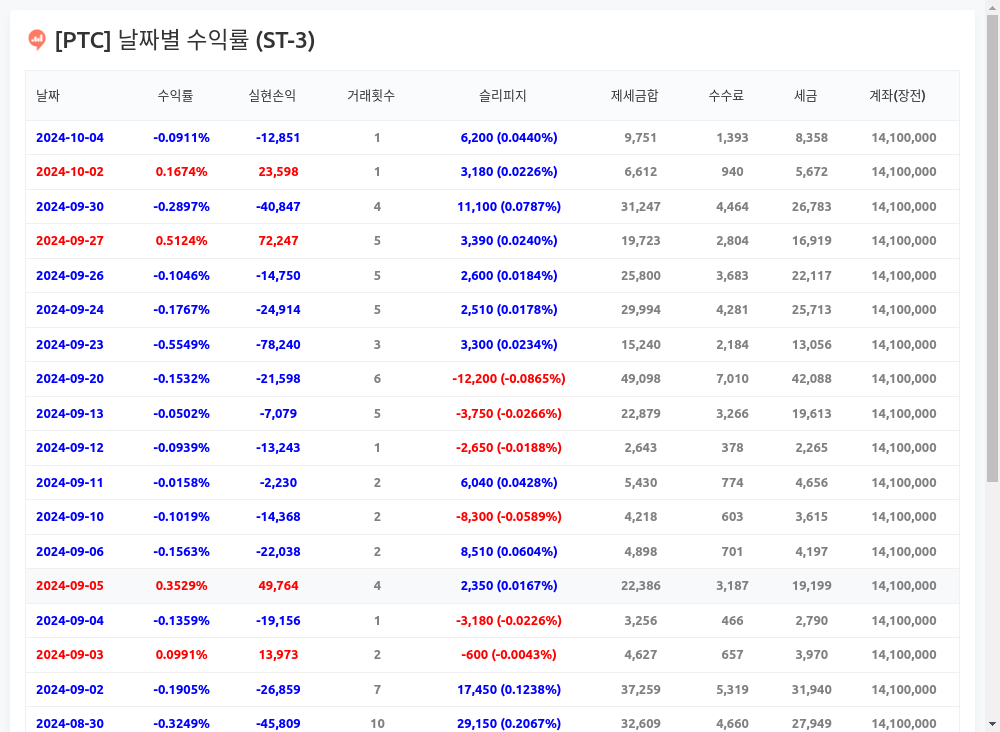 [PTC] 날짜별 수익률 (ST-3)
날짜 수익률 실현손익 거래횟수 슬리피지 제세금합 수수료 세금 계좌(장전)
2024-10-04 -0.0911% -12,851 1 6,200 (0.0440%) 9,751 1,393 8,358 14,100,000
2024-10-02 0.1674% 23,598 1 3,180 (0.0226%) 6,612 940 5,672 14,100,000
2024-09-30 -0.2897% -40,847 4 11,100 (0.0787%) 31,247 4,464 26,783 14,100,000
2024-09-27 0.5124% 72,247 5 3,390 (0.0240%) 19,723 2,804 16,919 14,100,000
2024-09-26 -0.1046% -14,750 5 2,600 (0.0184%) 25,800 3,683 22,117 14,100,000
2024-09-24 -0.1767% -24,914 5 2,510 (0.0178%) 29,994 4,281 25,713 14,100,000
2024-09-23 -0.5549% -78,240 3 3,300 (0.0234%) 15,240 2,184 13,056 14,100,000
2024-09-20 -0.1532% -21,598 6 -12,200 (-0.0865%) 49,098 7,010 42,088 14,100,000
2024-09-13 -0.0502% -7,079 5 -3,750 (-0.0266%) 22,879 3,266 19,613 14,100,000
2024-09-12 -0.0939% -13,243 1 -2,650 (-0.0188%) 2,643 378 2,265 14,100,000
2024-09-11 -0.0158% -2,230 2 6,040 (0.0428%) 5,430 774 4,656 14,100,000
2024-09-10 -0.1019% -14,368 2 -8,300 (-0.0589%) 4,218 603 3,615 14,100,000
2024-09-06 -0.1563% -22,038 2 8,510 (0.0604%) 4,898 701 4,197 14,100,000
2024-09-05 0.3529% 49,764 4 2,350 (0.0167%) 22,386 3,187 19,199 14,100,000
2024-09-04 -0.1359% -19,156 1 -3,180 (-0.0226%) 3,256 466 2,790 14,100,000
2024-09-03 0.0991% 13,973 2 -600 (-0.0043%) 4,627 657 3,970 14,100,000
2024-09-02 -0.1905% -26,859 7 17,450 (0.1238%) 37,259 5,319 31,940 14,100,000
2024-08-30 -0.3249% -45,809 10 29,150 (0.2067%) 32,609 4,660 27,949 14,100,000